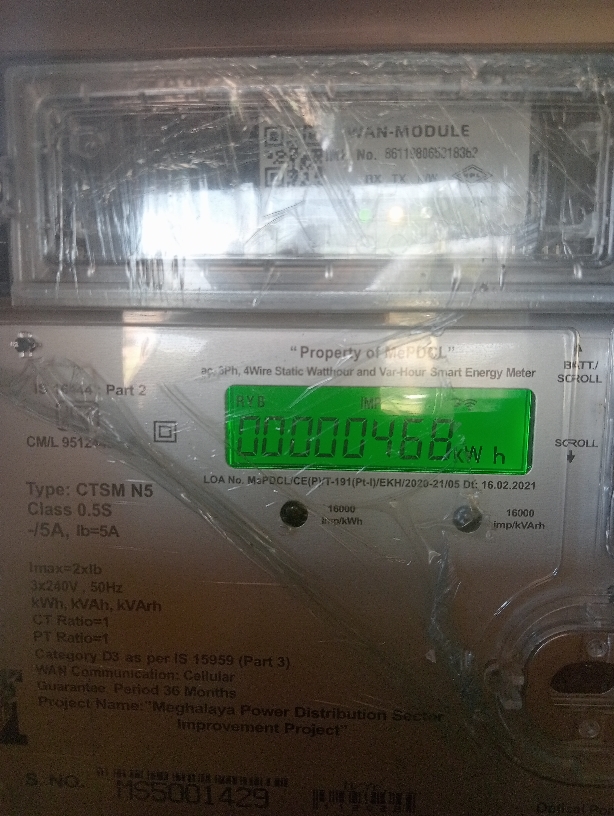 WAN-MODULE
No.
RX TX
"Property of MePDCL"
ac, 3Ph, 4Wire Static Watthour and Var-Hour Smart Energy Meter
BATT./
SCROLL
Part 2
RYB
00000468 kWh
SCROLL
CM/L
LOA No. MePDCL/CE(P)/T-191(Pt-I)/EKH/2020-21/05 Dt. 16.02.2021
Type: CTSM N5
Class 0.5S
-/5A, Ib=5A
16000
imp/kWh
16000
imp/kVArh
Imax=2xIb
3x240V , 50Hz
kWh, kVAh, kVArh
CT Ratio=1
PT Ratio=1
Category D3 as per IS 15959 (Part 3)
WAN Communication: Cellular
Guarantee Period 36 Months
Project Name:"Meghalaya Power Distribution Sector
Improvement Project"
S. NO.
MS5001429
Optical